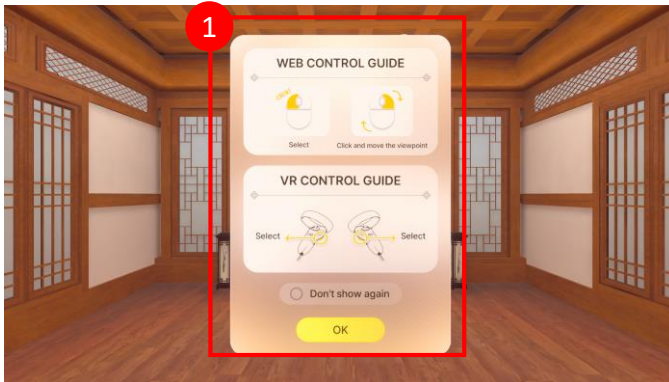 1
WEB CONTROL GUIDE
click!
Select
Click and move the viewpoint
VR CONTROL GUIDE
Select
Select
Don't show again
OK